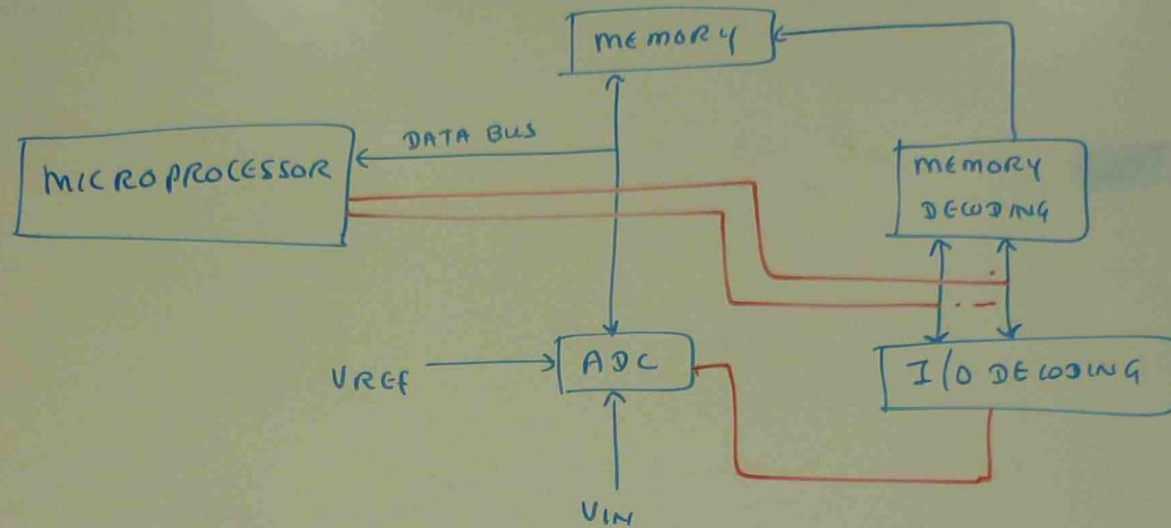 MEMORY
DATA BUS
MICROPROCESSOR
MEMORY
DECODING
VREF
ADC
I/O DECODING
VIN